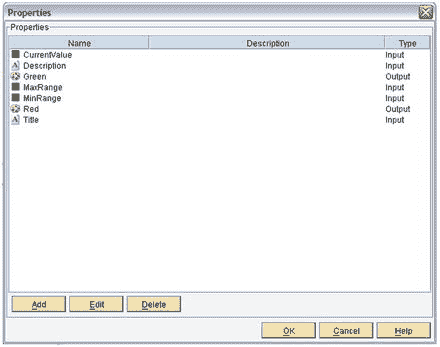 Properties
Properties
Name Description Type
CurrentValue Input
A Description Input
Green Output
MaxRange Input
MinRange Input
Red Output
A Title Input
Add Edit Delete
OK Cancel Help